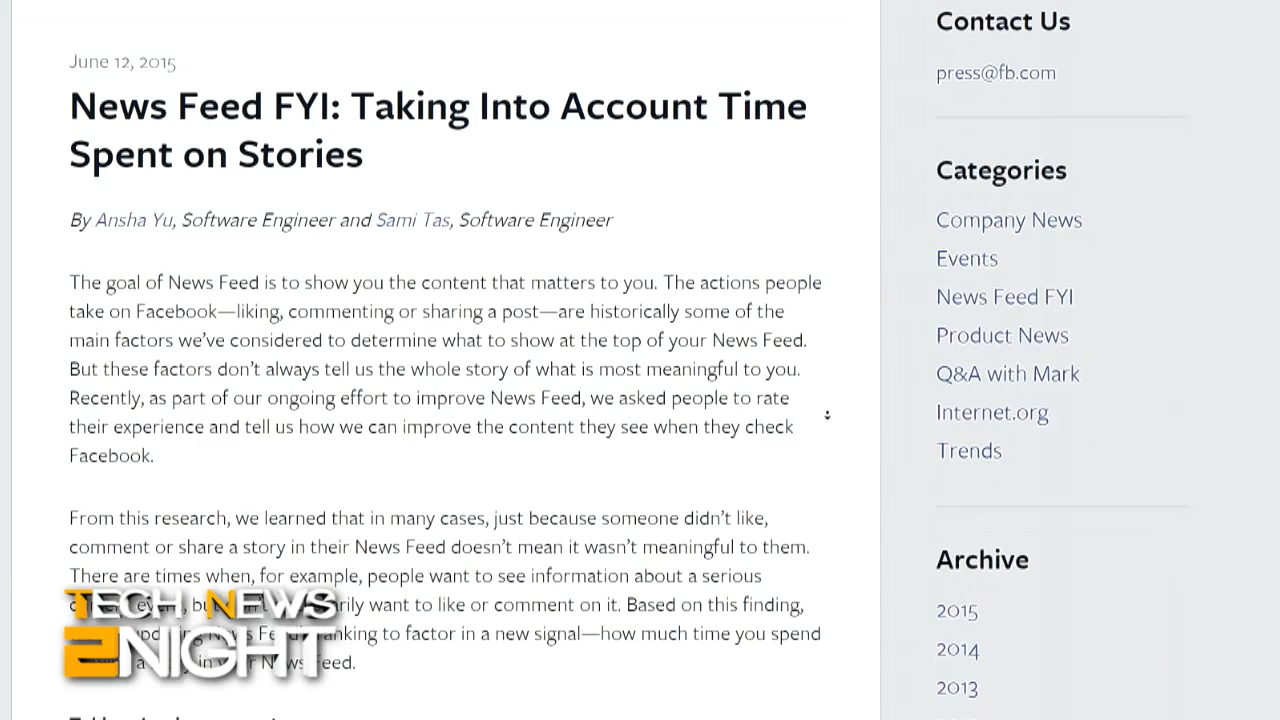 June 12, 2015
News Feed FYI: Taking Into Account Time
Spent on Stories
By Ansha Yu, Software Engineer and Sami Tas, Software Engineer
The goal of News Feed is to show you the content that matters to you. The actions people
take on Facebook—liking, commenting or sharing a post—are historically some of the
main factors we've considered to determine what to show at the top of your News Feed.
But these factors don't always tell us the whole story of what is most meaningful to you.
Recently, as part of our ongoing effort to improve News Feed, we asked people to rate
their experience and tell us how we can improve the content they see when they check
Facebook.
From this research, we learned that in many cases, just because someone didn't like,
comment or share a story in their News Feed doesn't mean it wasn't meaningful to them.
There are times when, for example, people want to see information about a serious
want to like or comment on it. Based on this finding,
ranking to factor in a new signal—how much time you spend
Feed.
TECH NEWS
2NIGHT
Contact Us
press@fb.com
Categories
Company News
Events
News Feed FYI
Product News
Q&A with Mark
Internet.org
Trends
Archive
2015
2014
2013